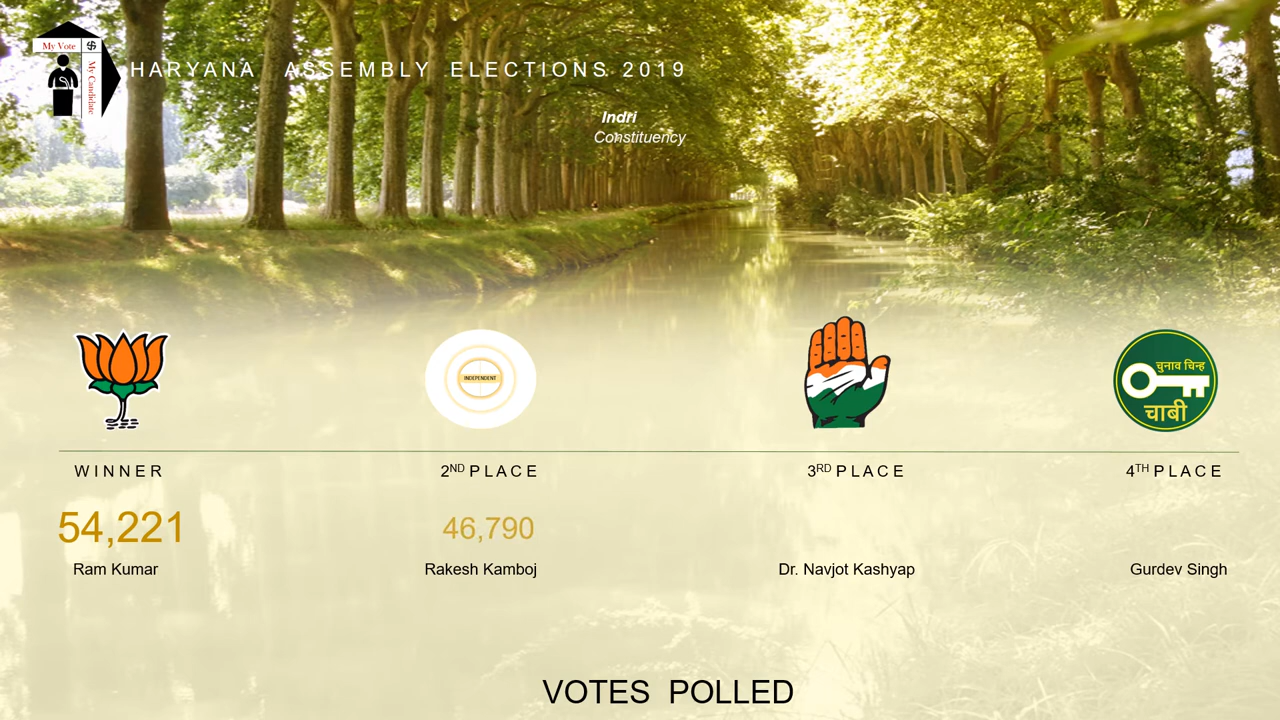 My Vote
My Candidate
HARYANA ASSEMBLY ELECTIONS 2019
Indri
Constituency
INDEPENDENT
चुनाव चिन्ह
चाबी
WINNER
2ND PLACE
3RD PLACE
4TH PLACE
54,221
46,790
Ram Kumar
Rakesh Kamboj
Dr. Navjot Kashyap
Gurdev Singh
VOTES POLLED